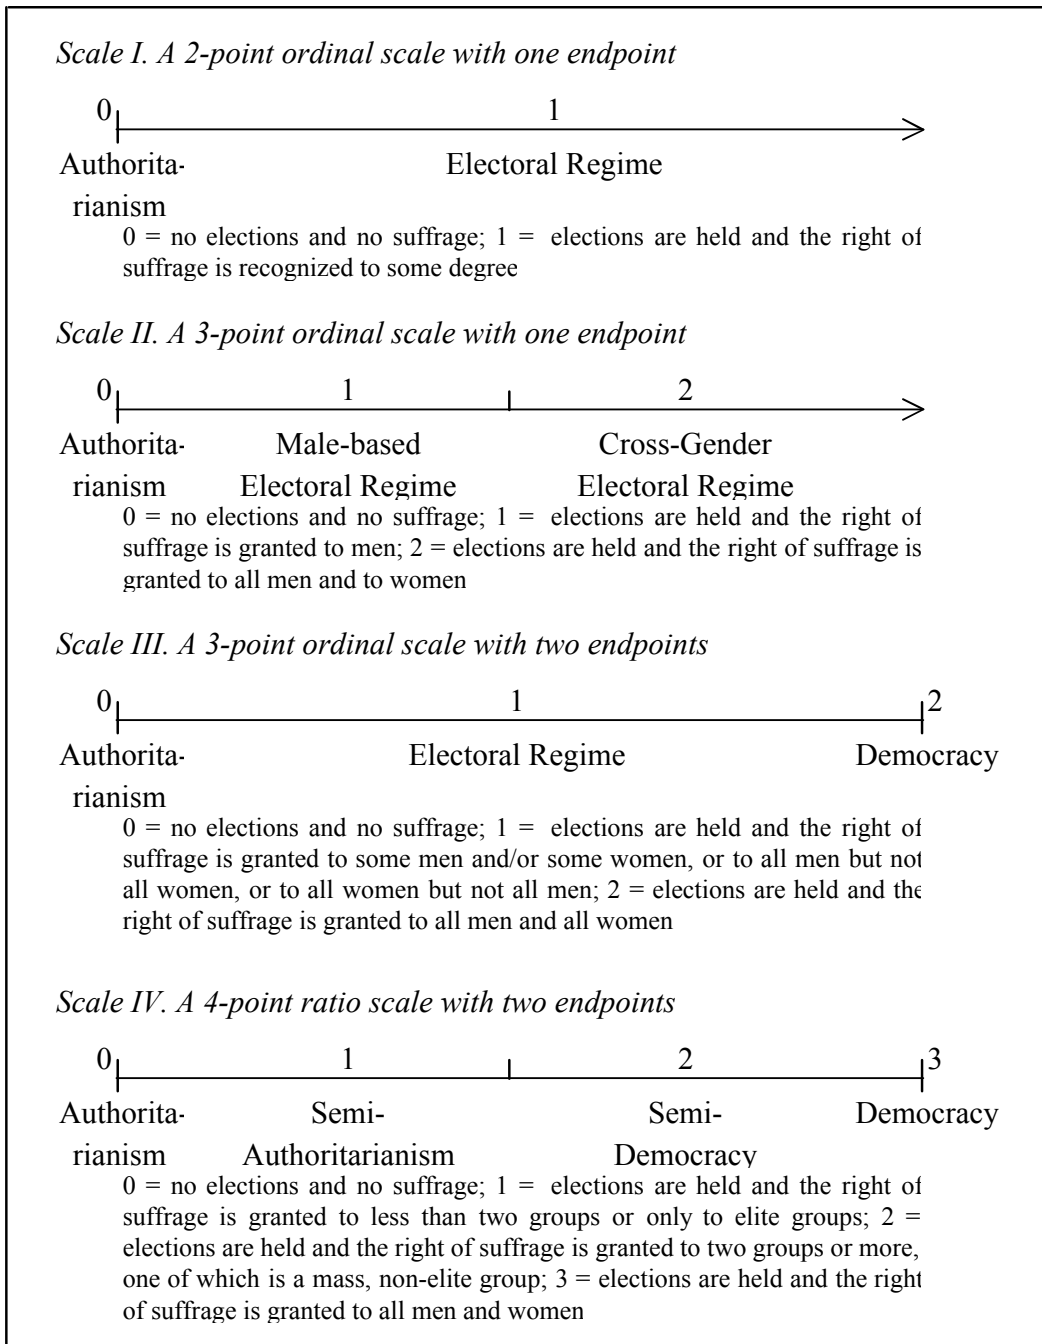 Scale I. A 2-point ordinal scale with one endpoint
0 1
Authorita- Electoral Regime
rianism
0 = no elections and no suffrage; 1 = elections are held and the right of
suffrage is recognized to some degree
Scale II. A 3-point ordinal scale with one endpoint
0 1 2
Authorita- Male-based Cross-Gender
rianism Electoral Regime Electoral Regime
0 = no elections and no suffrage; 1 = elections are held and the right of
suffrage is granted to men; 2 = elections are held and the right of suffrage is
granted to all men and to women
Scale III. A 3-point ordinal scale with two endpoints
0 1 2
Authorita- Electoral Regime Democracy
rianism
0 = no elections and no suffrage; 1 = elections are held and the right of
suffrage is granted to some men and/or some women, or to all men but not
all women, or to all women but not all men; 2 = elections are held and the
right of suffrage is granted to all men and all women
Scale IV. A 4-point ratio scale with two endpoints
0 1 2 3
Authorita- Semi- Semi- Democracy
rianism Authoritarianism Democracy
0 = no elections and no suffrage; 1 = elections are held and the right of
suffrage is granted to less than two groups or only to elite groups; 2 =
elections are held and the right of suffrage is granted to two groups or more,
one of which is a mass, non-elite group; 3 = elections are held and the right
of suffrage is granted to all men and women